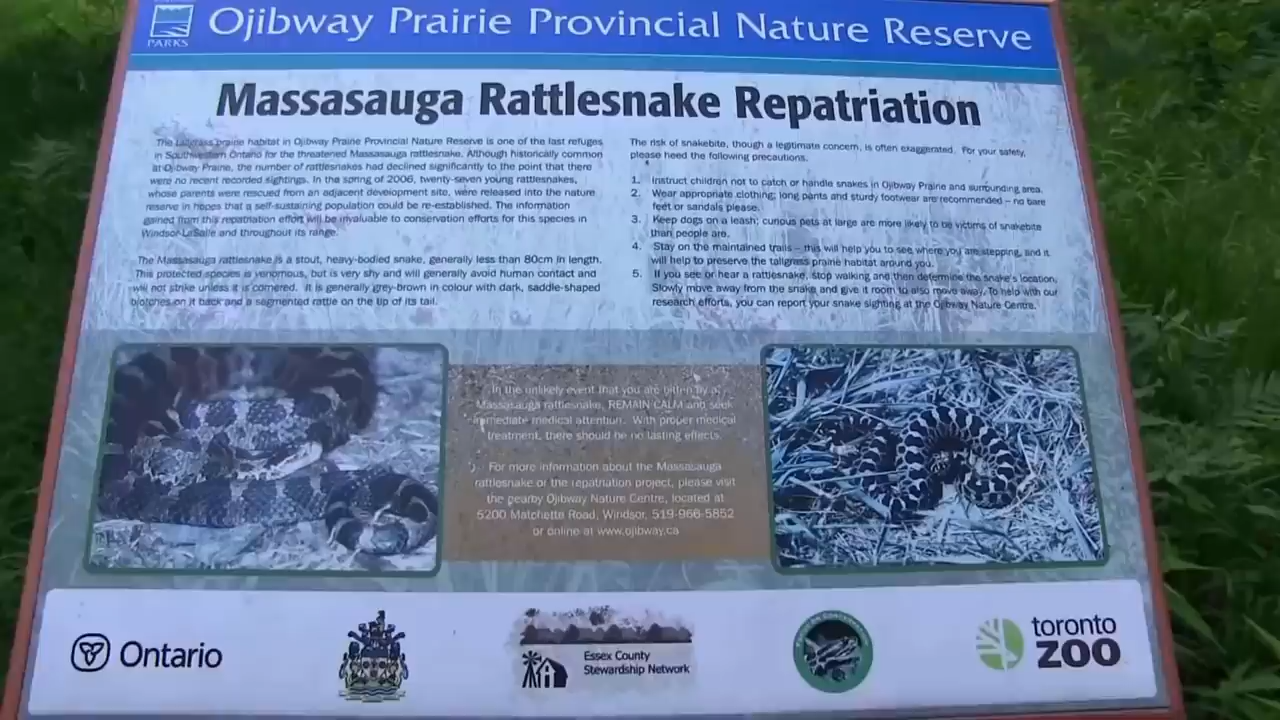 PARKS
Ojibway Prairie Provincial Nature Reserve
Massasauga Rattlesnake Repatriation
The tallgrass prairie habitat in Ojibway Prairie Provincial Nature Reserve is one of the last refuges
in Southwestern Ontario for the threatened Massasauga rattlesnake. Although historically common
at Ojibway Prairie, the number of rattlesnakes had declined significantly to the point that there
were no recent recorded sightings. In the spring of 2006, twenty-seven young rattlesnakes,
whose parents were rescued from an adjacent development site, were released into the nature
reserve in hopes that a self-sustaining population could be re-established. The information
gained from this repatriation effort will be invaluable to conservation efforts for this species in
Windsor-LaSalle and throughout its range.
The Massasauga rattlesnake is a stout, heavy-bodied snake, generally less than 80cm in length.
This protected species is venomous, but is very shy and will generally avoid human contact and
will not strike unless it is cornered. It is generally grey-brown in colour with dark, saddle-shaped
blotches on it back and a segmented rattle on the tip of its tail.
The risk of snakebite, though a legitimate concern, is often exaggerated. For your safety,
please heed the following precautions.
1. Instruct children not to catch or handle snakes in Ojibway Prairie and surrounding area.
2. Wear appropriate clothing; long pants and sturdy footwear are recommended – no bare
feet or sandals please.
3. Keep dogs on a leash; curious pets at large are more likely to be victims of snakebite
than people are.
4. Stay on the maintained trails – this will help you to see where you are stepping, and it
will help to preserve the tallgrass prairie habitat around you.
5. If you see or hear a rattlesnake, stop walking and then determine the snake's location.
Slowly move away from the snake and give it room to also move away. To help with our
research efforts, you can report your snake sighting at the Ojibway Nature Centre.
In the unlikely event that you are bitten by a
Massasauga rattlesnake, REMAIN CALM and seek
immediate medical attention. With proper medical
treatment, there should be no lasting effects.
For more information about the Massasauga
rattlesnake or the repatriation project, please visit
the nearby Ojibway Nature Centre, located at
5200 Matchette Road, Windsor, 519-966-5852
or online at www.ojibway.ca
Ontario
Essex County
Stewardship Network
toronto
ZOO